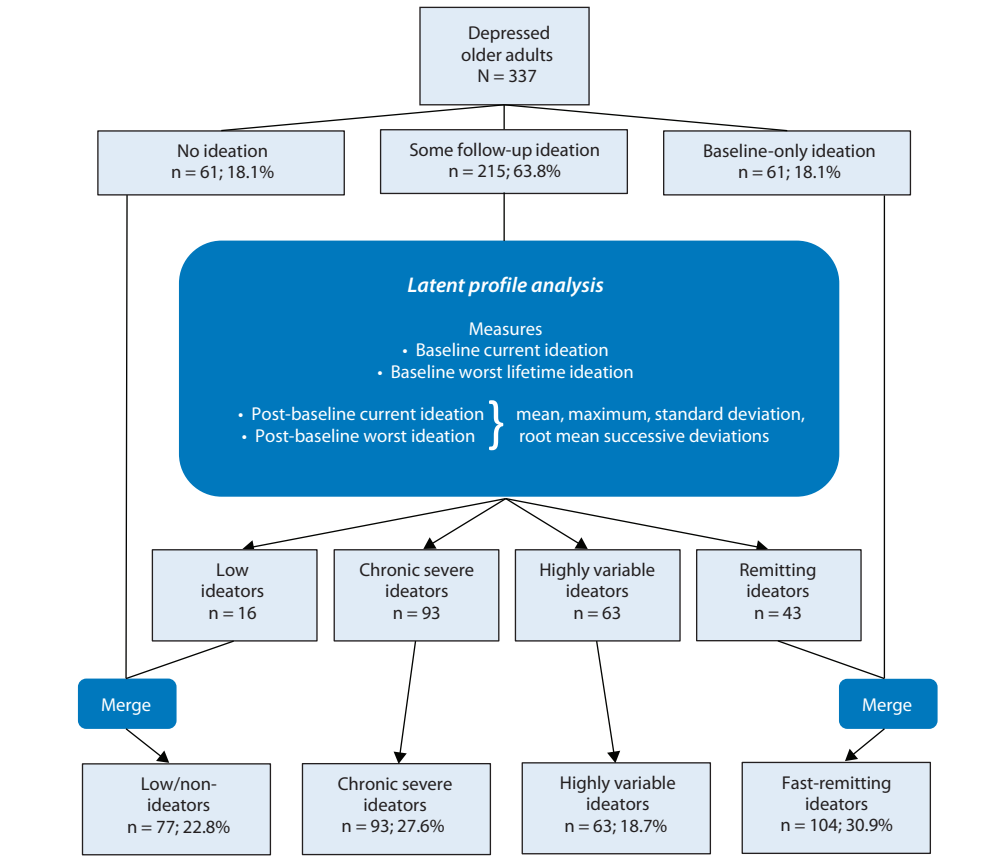 Depressed
older adults
N = 337
No ideation
n = 61; 18.1%
Some follow-up ideation
n = 215; 63.8%
Baseline-only ideation
n = 61; 18.1%
Latent profile analysis
Measures
• Baseline current ideation
• Baseline worst lifetime ideation
• Post-baseline current ideation } mean, maximum, standard deviation,
• Post-baseline worst ideation root mean successive deviations
Low
ideators
n = 16
Chronic severe
ideators
n = 93
Highly variable
ideators
n = 63
Remitting
ideators
n = 43
Merge
Merge
Low/non-
ideators
n = 77; 22.8%
Chronic severe
ideators
n = 93; 27.6%
Highly variable
ideators
n = 63; 18.7%
Fast-remitting
ideators
n = 104; 30.9%